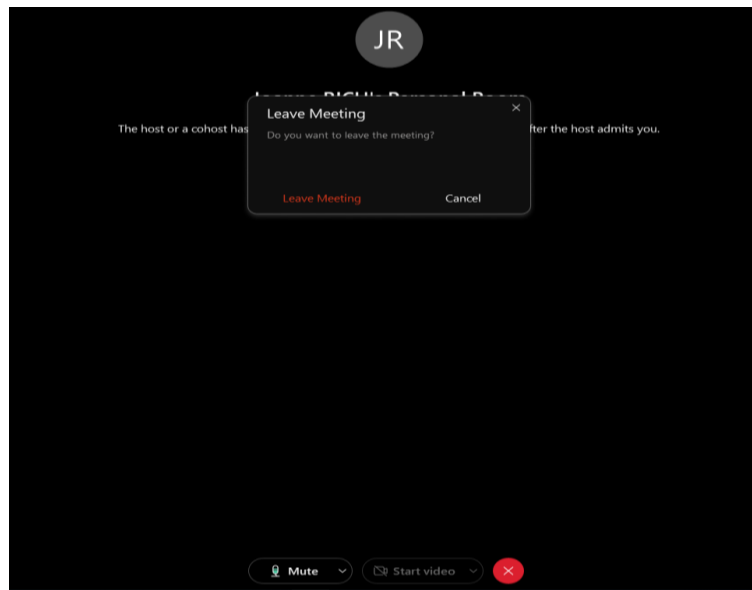 JR
Leave Meeting
The host or a cohost has
Do you want to leave the meeting?
the host admits you.
Leave Meeting
Cancel
Mute
Start video